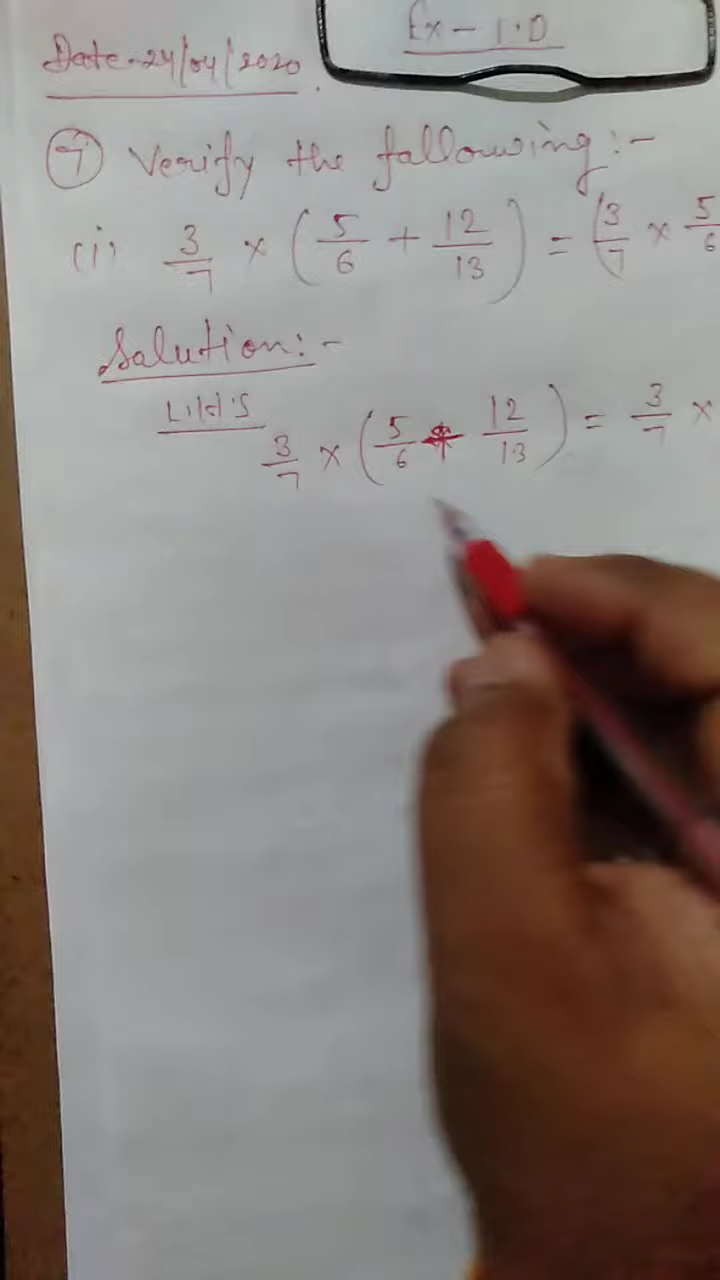 Ex - 1.D
Date - 24/04/2020.
7 Verify the following:-
(i) 3/7 × (5/6 + 12/13) = (3/7 × 5/6
Solution:-
L.H.S
3/7 × (5/6 + 12/13) = 3/7 ×